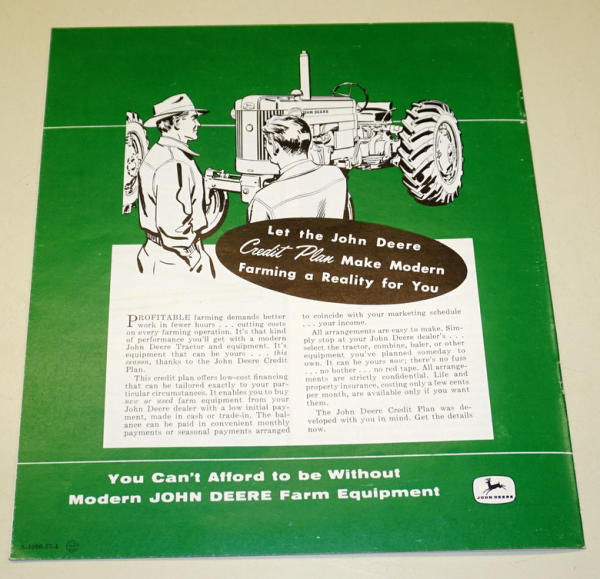 JOHN DEERE
Let the John Deere
Credit Plan Make Modern
Farming a Reality for You
PROFITABLE farming demands better
work in fewer hours . . . cutting costs
on every farming operation. It's that kind
of performance you'll get with a modern
John Deere Tractor and equipment. It's
equipment that can be yours . . . this
season, thanks to the John Deere Credit
Plan.
This credit plan offers low-cost financing
that can be tailored exactly to your par-
ticular circumstances. It enables you to buy
new or used farm equipment from your
John Deere dealer with a low initial pay-
ment, made in cash or trade-in. The bal-
ance can be paid in convenient monthly
payments or seasonal payments arranged
to coincide with your marketing schedule
. . . your income.
All arrangements are easy to make. Sim-
ply stop at your John Deere dealer's . . .
select the tractor, combine, baler, or other
equipment you've planned someday to
own. It can be yours now; there's no fuss
. . . no bother . . . no red tape. All arrange-
ments are strictly confidential. Life and
property insurance, costing only a few cents
per month, are available only if you want
them.
The John Deere Credit Plan was de-
veloped with you in mind. Get the details
now.
You Can't Afford to be Without
Modern JOHN DEERE Farm Equipment
JOHN DEERE